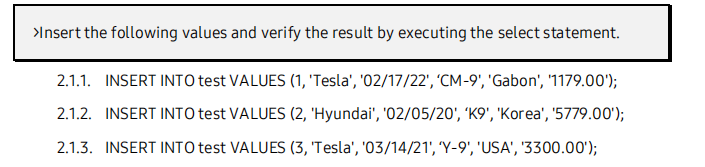 >Insert the following values and verify the result by executing the select statement.
2.1.1. INSERT INTO test VALUES (1, 'Tesla', '02/17/22', ‘CM-9', 'Gabon', '1179.00');
2.1.2. INSERT INTO test VALUES (2, 'Hyundai', '02/05/20', ‘K9', 'Korea', '5779.00');
2.1.3. INSERT INTO test VALUES (3, 'Tesla', '03/14/21', ‘Y-9', 'USA', '3300.00');